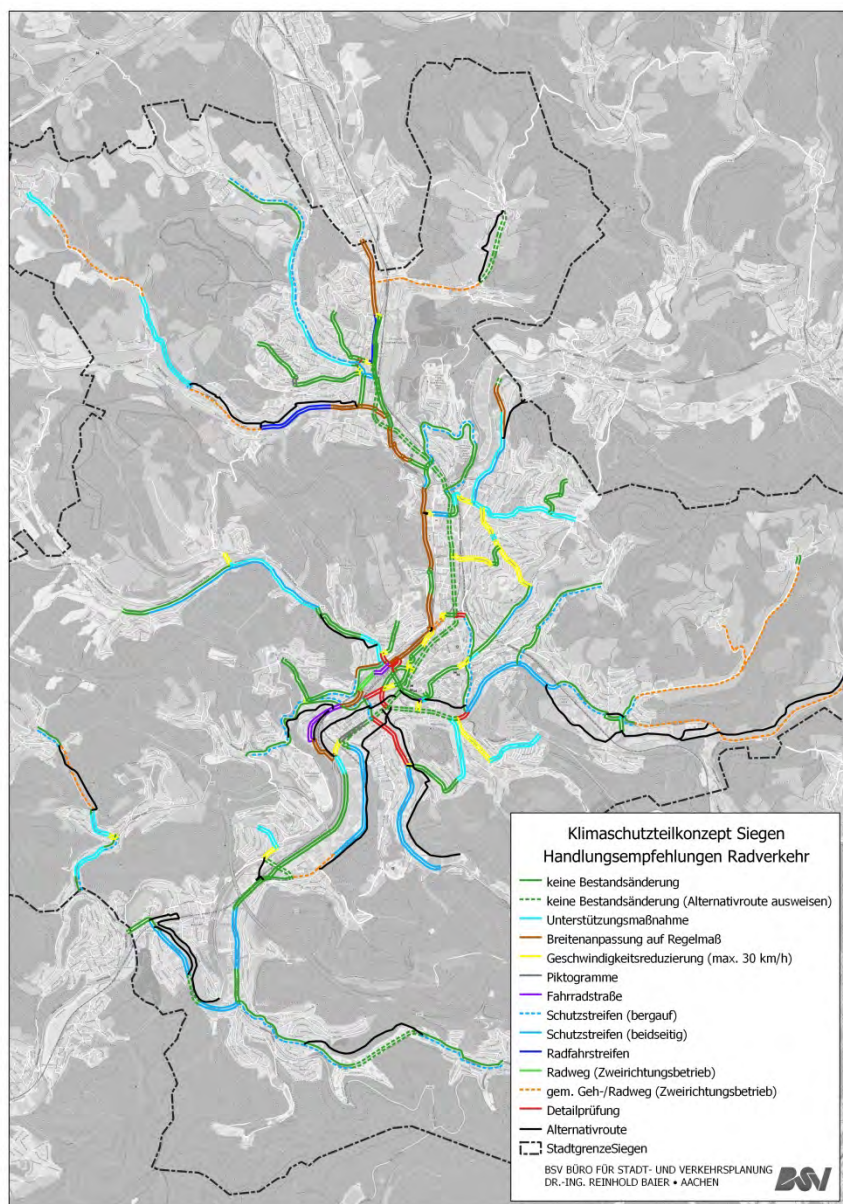 Klimaschutzteilkonzept Siegen
Handlungsempfehlungen Radverkehr
keine Bestandsänderung
keine Bestandsänderung (Alternativroute ausweisen)
Unterstützungsmaßnahme
Breitenanpassung auf Regelmaß
Geschwindigkeitsreduzierung (max. 30 km/h)
Piktogramme
Fahrradstraße
Schutzstreifen (bergauf)
Schutzstreifen (beidseitig)
Radfahrstreifen
Radweg (Zweirichtungsbetrieb)
gem. Geh-/Radweg (Zweirichtungsbetrieb)
Detailprüfung
Alternativroute
StadtgrenzeSiegen
BSV BÜRO FÜR STADT- UND VERKEHRSPLANUNG
DR.-ING. REINHOLD BAIER • AACHEN
BSV